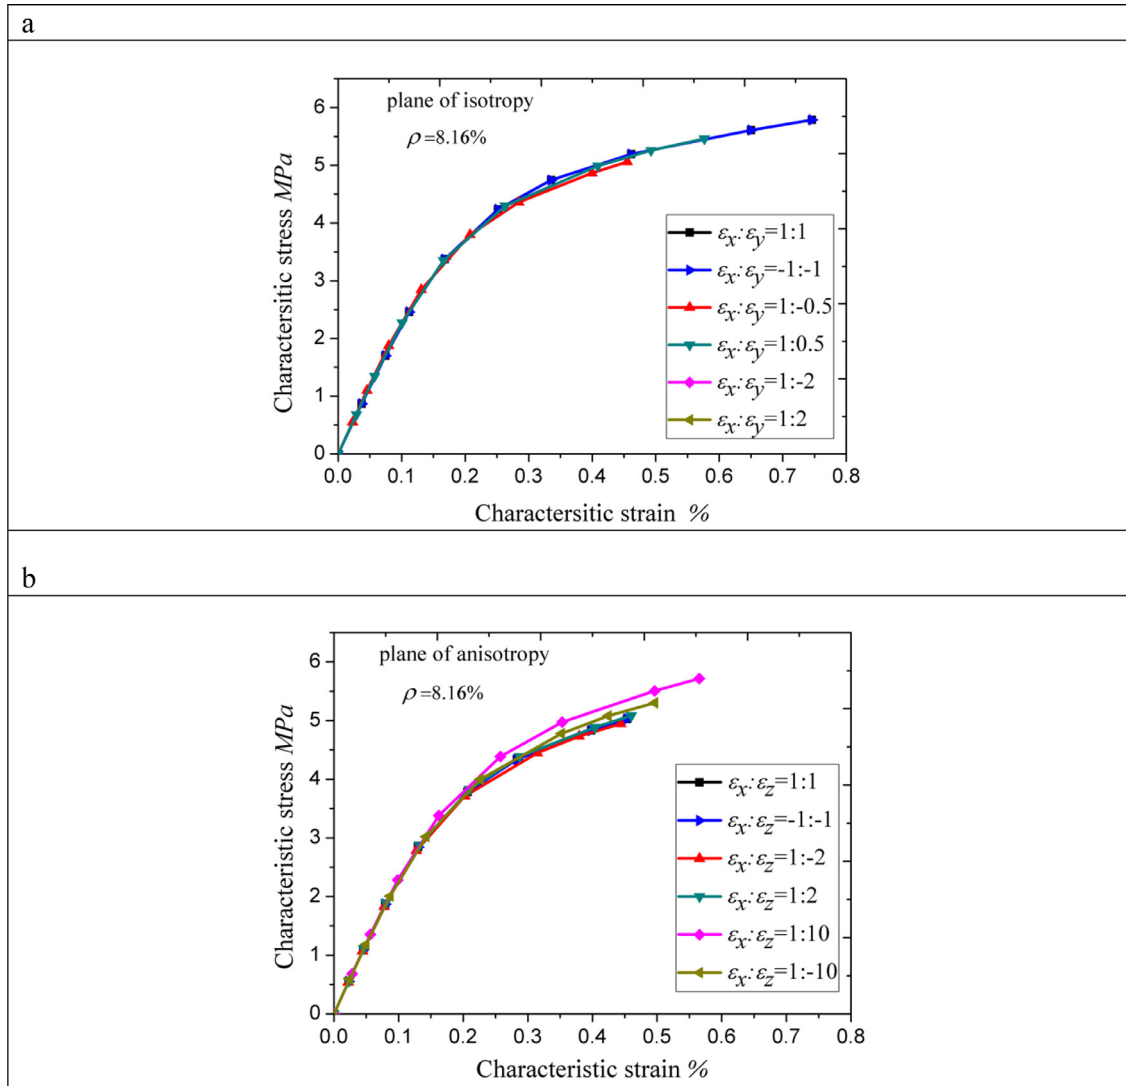 a
plane of isotropy
ρ=8.16%
6
5
4
3
2
1
0
Charactersitic stress MPa
εx:εy=1:1
εx:εy=-1:-1
εx:εy=1:-0.5
εx:εy=1:0.5
εx:εy=1:-2
εx:εy=1:2
0.0 0.1 0.2 0.3 0.4 0.5 0.6 0.7 0.8
Charactersitic strain %
b
plane of anisotropy
ρ=8.16%
6
5
4
3
2
1
0
Characteristic stress MPa
εx:εz=1:1
εx:εz=-1:-1
εx:εz=1:-2
εx:εz=1:2
εx:εz=1:10
εx:εz=1:-10
0.0 0.1 0.2 0.3 0.4 0.5 0.6 0.7 0.8
Characteristic strain %